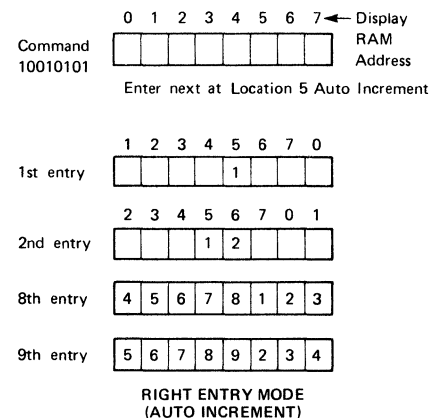 0 1 2 3 4 5 6 7 Display
RAM
Address
Command
10010101
Enter next at Location 5 Auto Increment
1 2 3 4 5 6 7 0
1st entry 1
2 3 4 5 6 7 0 1
2nd entry 1 2
8th entry 4 5 6 7 8 1 2 3
9th entry 5 6 7 8 9 2 3 4
RIGHT ENTRY MODE
(AUTO INCREMENT)